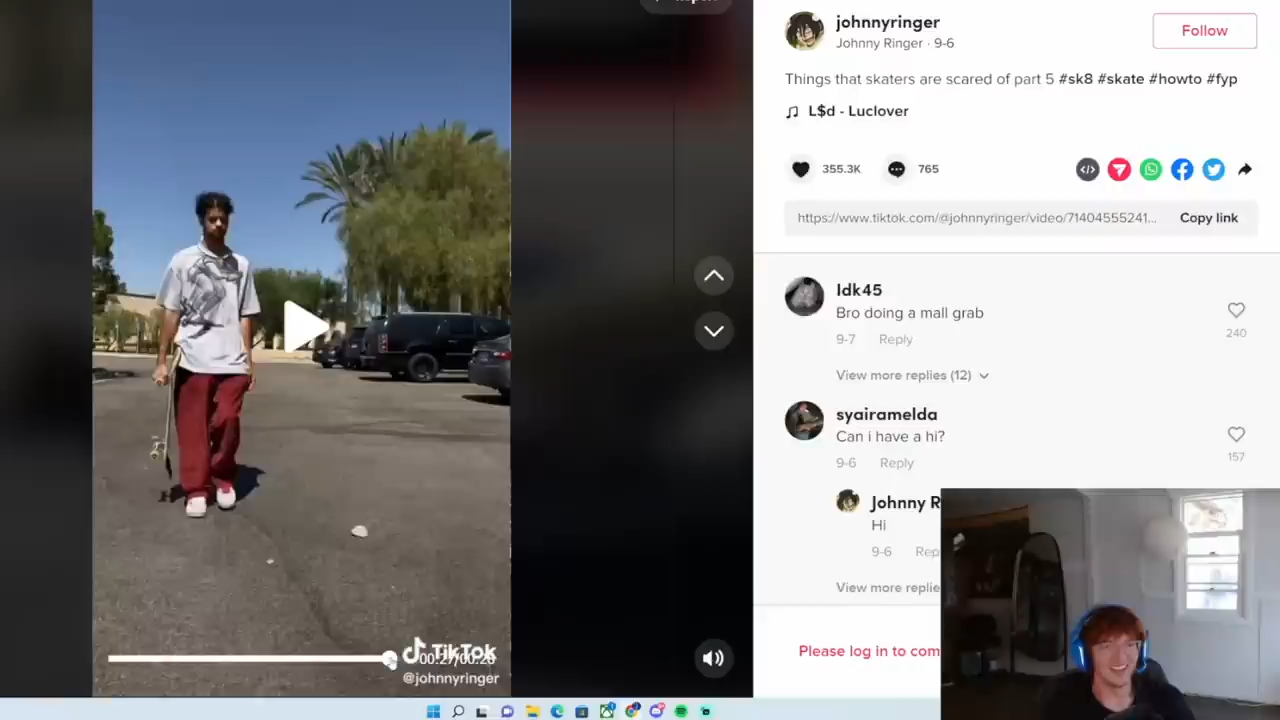 johnnyringer
Johnny Ringer · 9-6
Follow
Things that skaters are scared of part 5 #sk8 #skate #howto #fyp
L$d - Luclover
355.3K
765
https://www.tiktok.com/@johnnyringer/video/71404555241...
Copy link
Idk45
Bro doing a mall grab
9-7 Reply
240
View more replies (12)
syairamelda
Can i have a hi?
9-6 Reply
157
Johnny R
Hi
9-6 Rep
View more replie
Please log in to com
TikTok
@johnnyringer